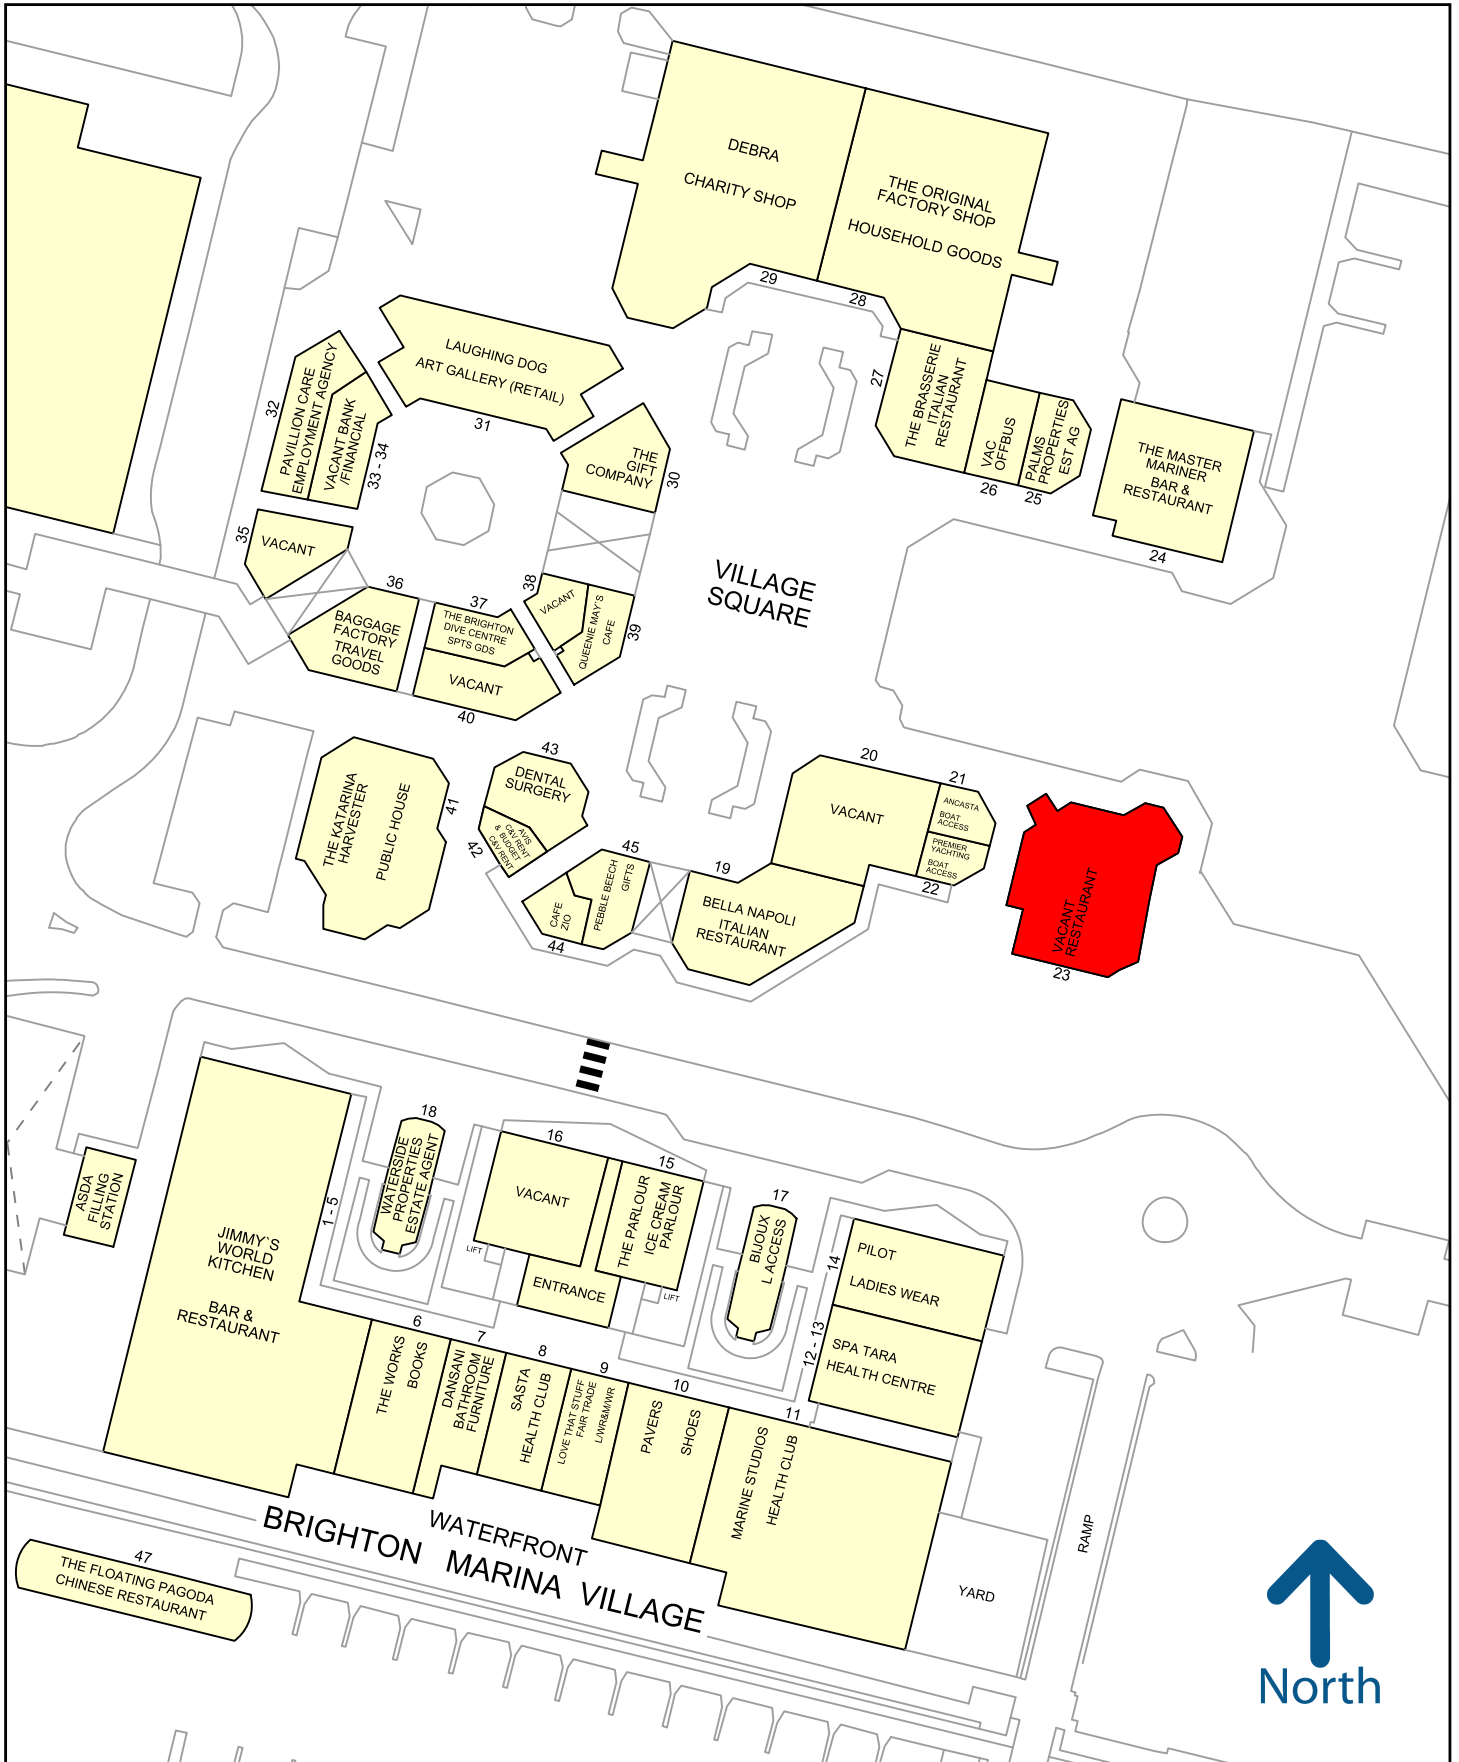 DEBRA
CHARITY SHOP
29
THE ORIGINAL
FACTORY SHOP
HOUSEHOLD GOODS
28
27
THE BRASSERIE
ITALIAN
RESTAURANT
VAC
OFFBUS
26
PALMS
PROPERTIES
EST AG
25
THE MASTER
MARINER
BAR &
RESTAURANT
24
LAUGHING DOG
ART GALLERY (RETAIL)
31
32
PAVILLION CARE
EMPLOYMENT AGENCY
VACANT BANK
/FINANCIAL
33 - 34
THE
GIFT
COMPANY
30
35
VACANT
36
BAGGAGE
FACTORY
TRAVEL
GOODS
37
THE BRIGHTON
DIVE CENTRE
SPTS GDS
VACANT
40
38
VACANT
QUEENIE MAY`S
CAFE
39
VILLAGE
SQUARE
THE KATARINA
HARVESTER
PUBLIC HOUSE
41
43
DENTAL
SURGERY
AVIS
C&V RENT
& BUDGET
C&V RENT
42
45
PEBBLE BEECH
GIFTS
CAFE
ZIO
44
19
BELLA NAPOLI
ITALIAN
RESTAURANT
20
VACANT
21
ANCASTA
BOAT
ACCESS
PREMIER
YACHTING
BOAT
ACCESS
22
VACANT
RESTAURANT
23
ASDA
FILLING
STATION
JIMMY`S
WORLD
KITCHEN
BAR &
RESTAURANT
1 - 5
18
WATERSIDE
PROPERTIES
ESTATE AGENT
16
VACANT
15
THE PARLOUR
ICE CREAM
PARLOUR
LIFT
ENTRANCE
LIFT
17
BIJOUX
L ACCESS
14
PILOT
LADIES WEAR
12 - 13
SPA TARA
HEALTH CENTRE
6
THE WORKS
BOOKS
7
DANSANI
BATHROOM
FURNITURE
8
SASTA
HEALTH CLUB
9
LOVE THAT STUFF
FAIR TRADE
L/WR&M/WR
10
PAVERS
SHOES
11
MARINE STUDIOS
HEALTH CLUB
WATERFRONT
BRIGHTON MARINA VILLAGE
47
THE FLOATING PAGODA
CHINESE RESTAURANT
YARD
RAMP
North